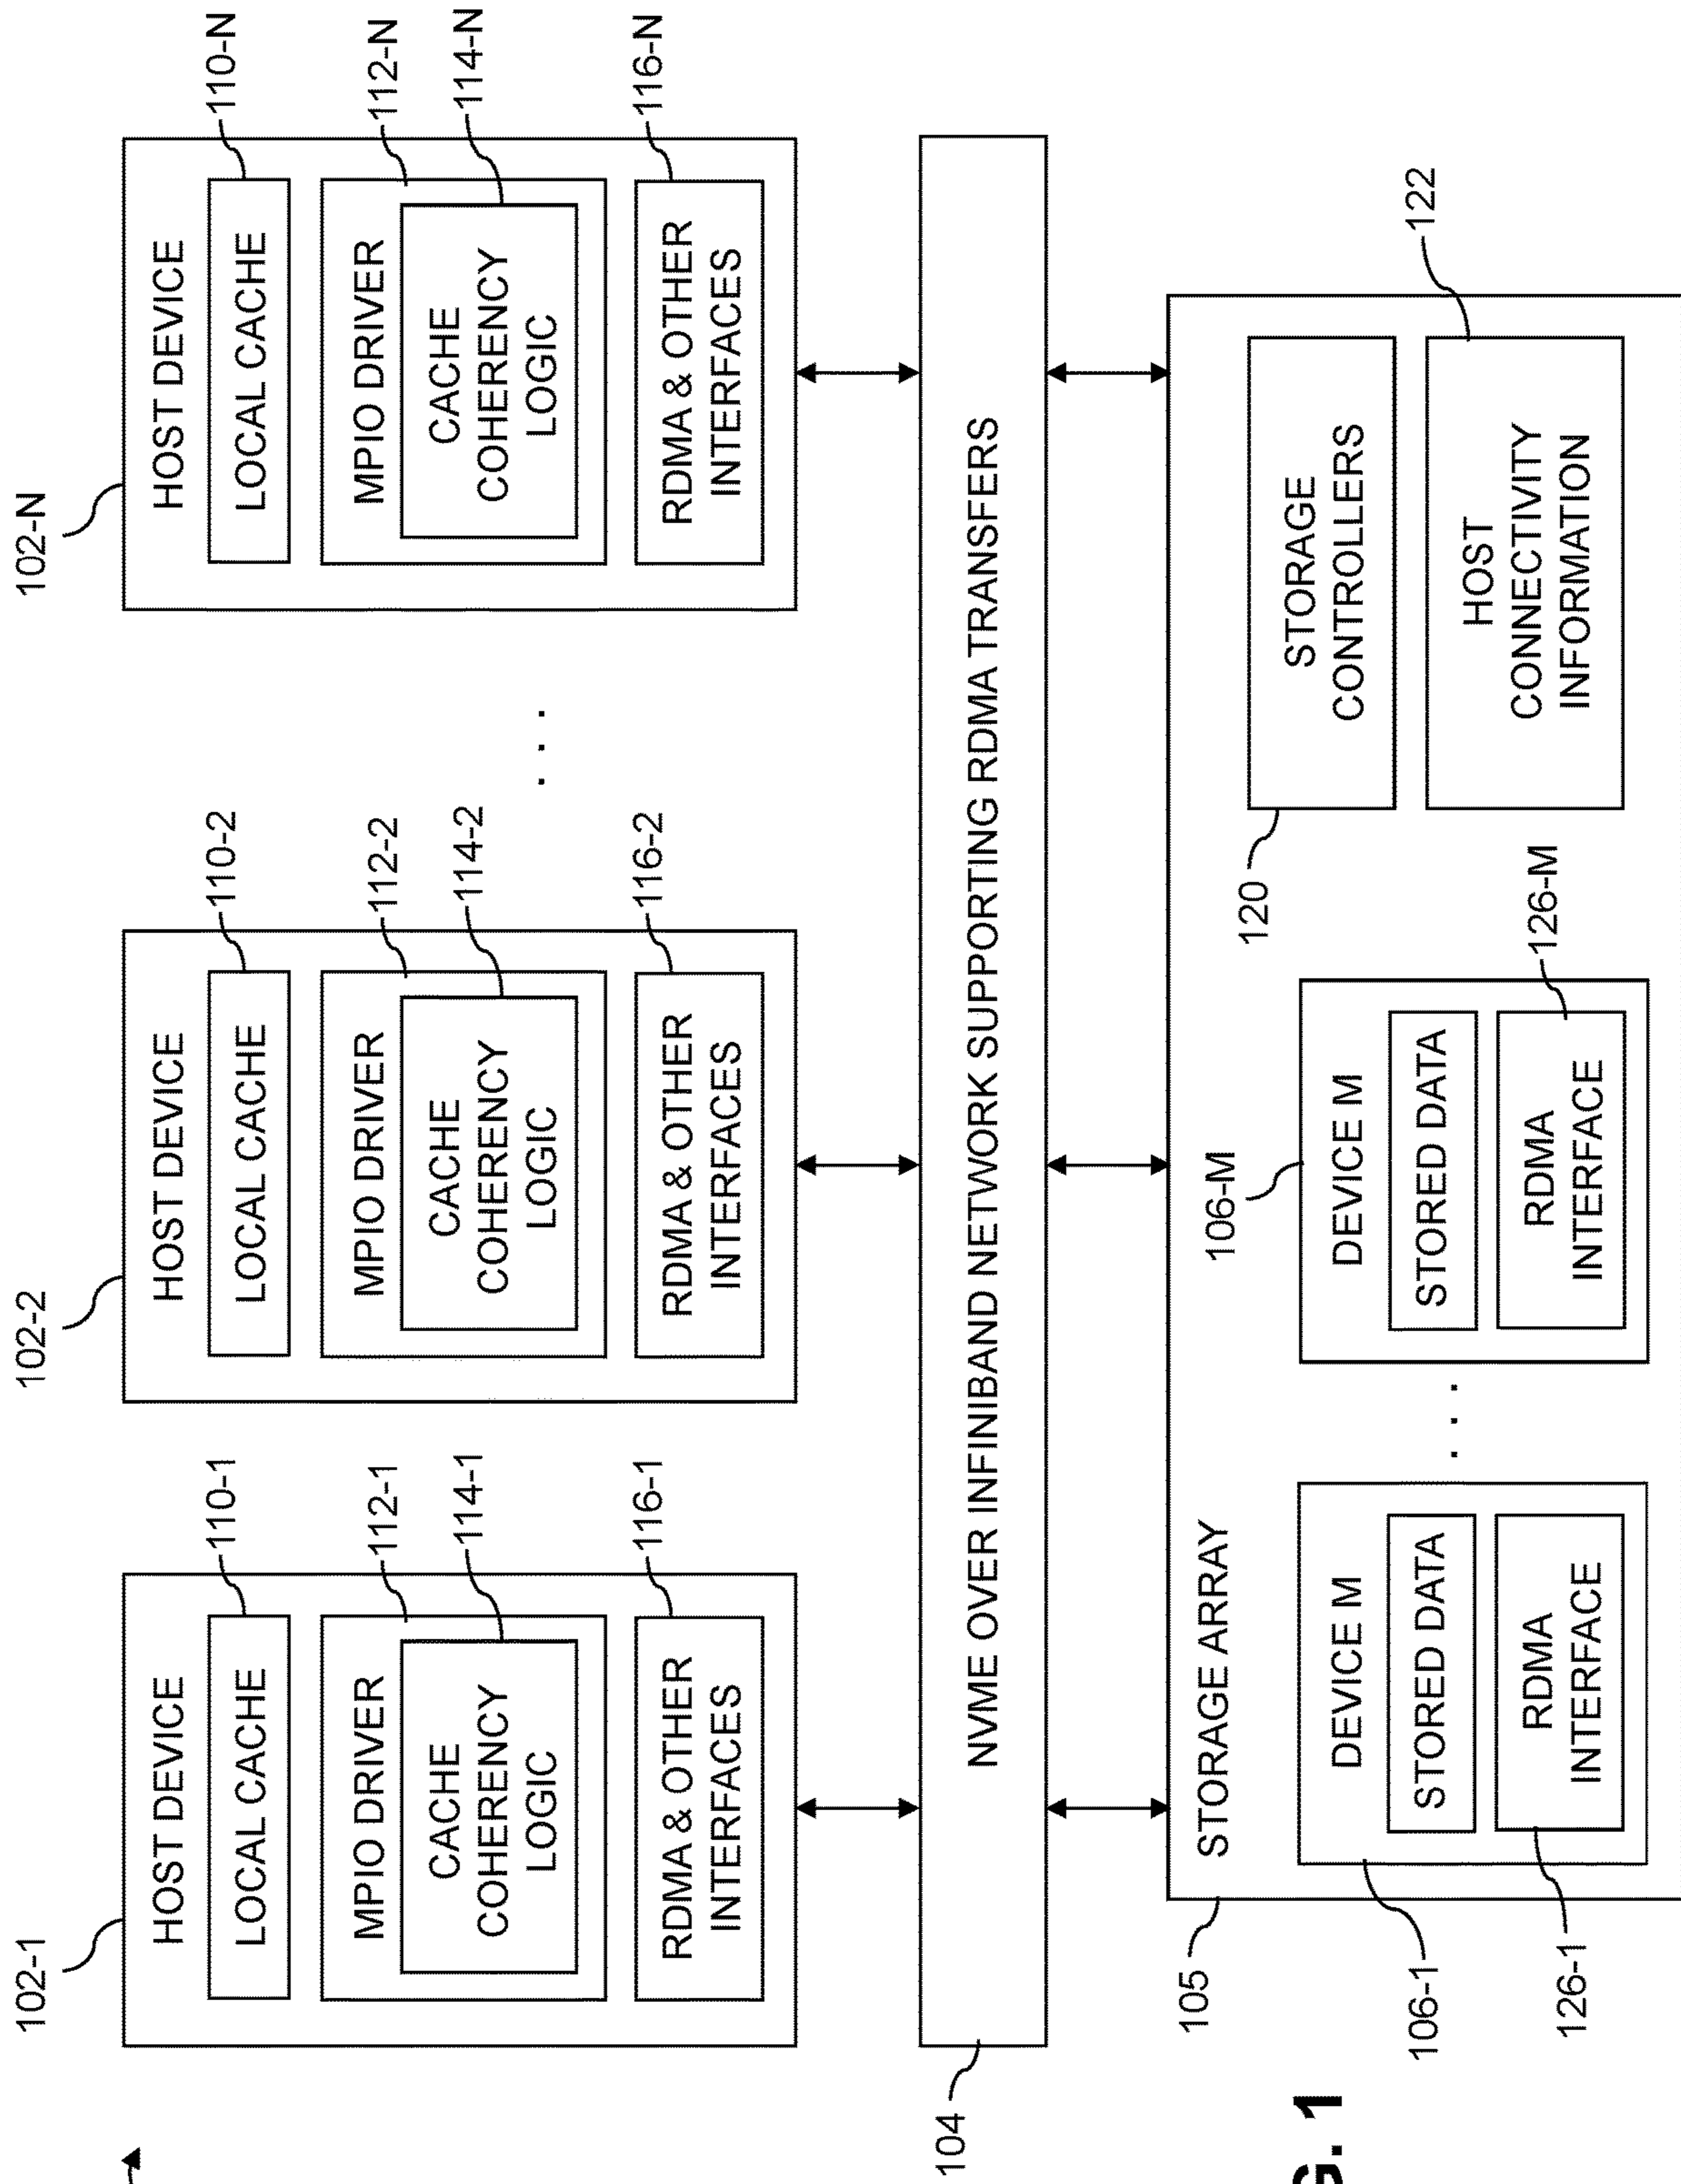 102-1
HOST DEVICE
LOCAL CACHE
110-1
MPIO DRIVER
112-1
CACHE
COHERENCY
LOGIC
114-1
RDMA & OTHER
INTERFACES
116-1
102-2
HOST DEVICE
LOCAL CACHE
110-2
MPIO DRIVER
112-2
CACHE
COHERENCY
LOGIC
114-2
RDMA & OTHER
INTERFACES
116-2
. . .
102-N
HOST DEVICE
LOCAL CACHE
110-N
MPIO DRIVER
112-N
CACHE
COHERENCY
LOGIC
114-N
RDMA & OTHER
INTERFACES
116-N
104
NVME OVER INFINIBAND NETWORK SUPPORTING RDMA TRANSFERS
105
STORAGE ARRAY
106-1
DEVICE M
STORED DATA
RDMA
INTERFACE
126-1
. . .
106-M
DEVICE M
STORED DATA
RDMA
INTERFACE
126-M
120
STORAGE
CONTROLLERS
HOST
CONNECTIVITY
INFORMATION
122
G. 1